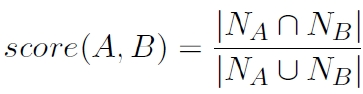 score(A, B) = |N_A ∩ N_B| / |N_A ∪ N_B|